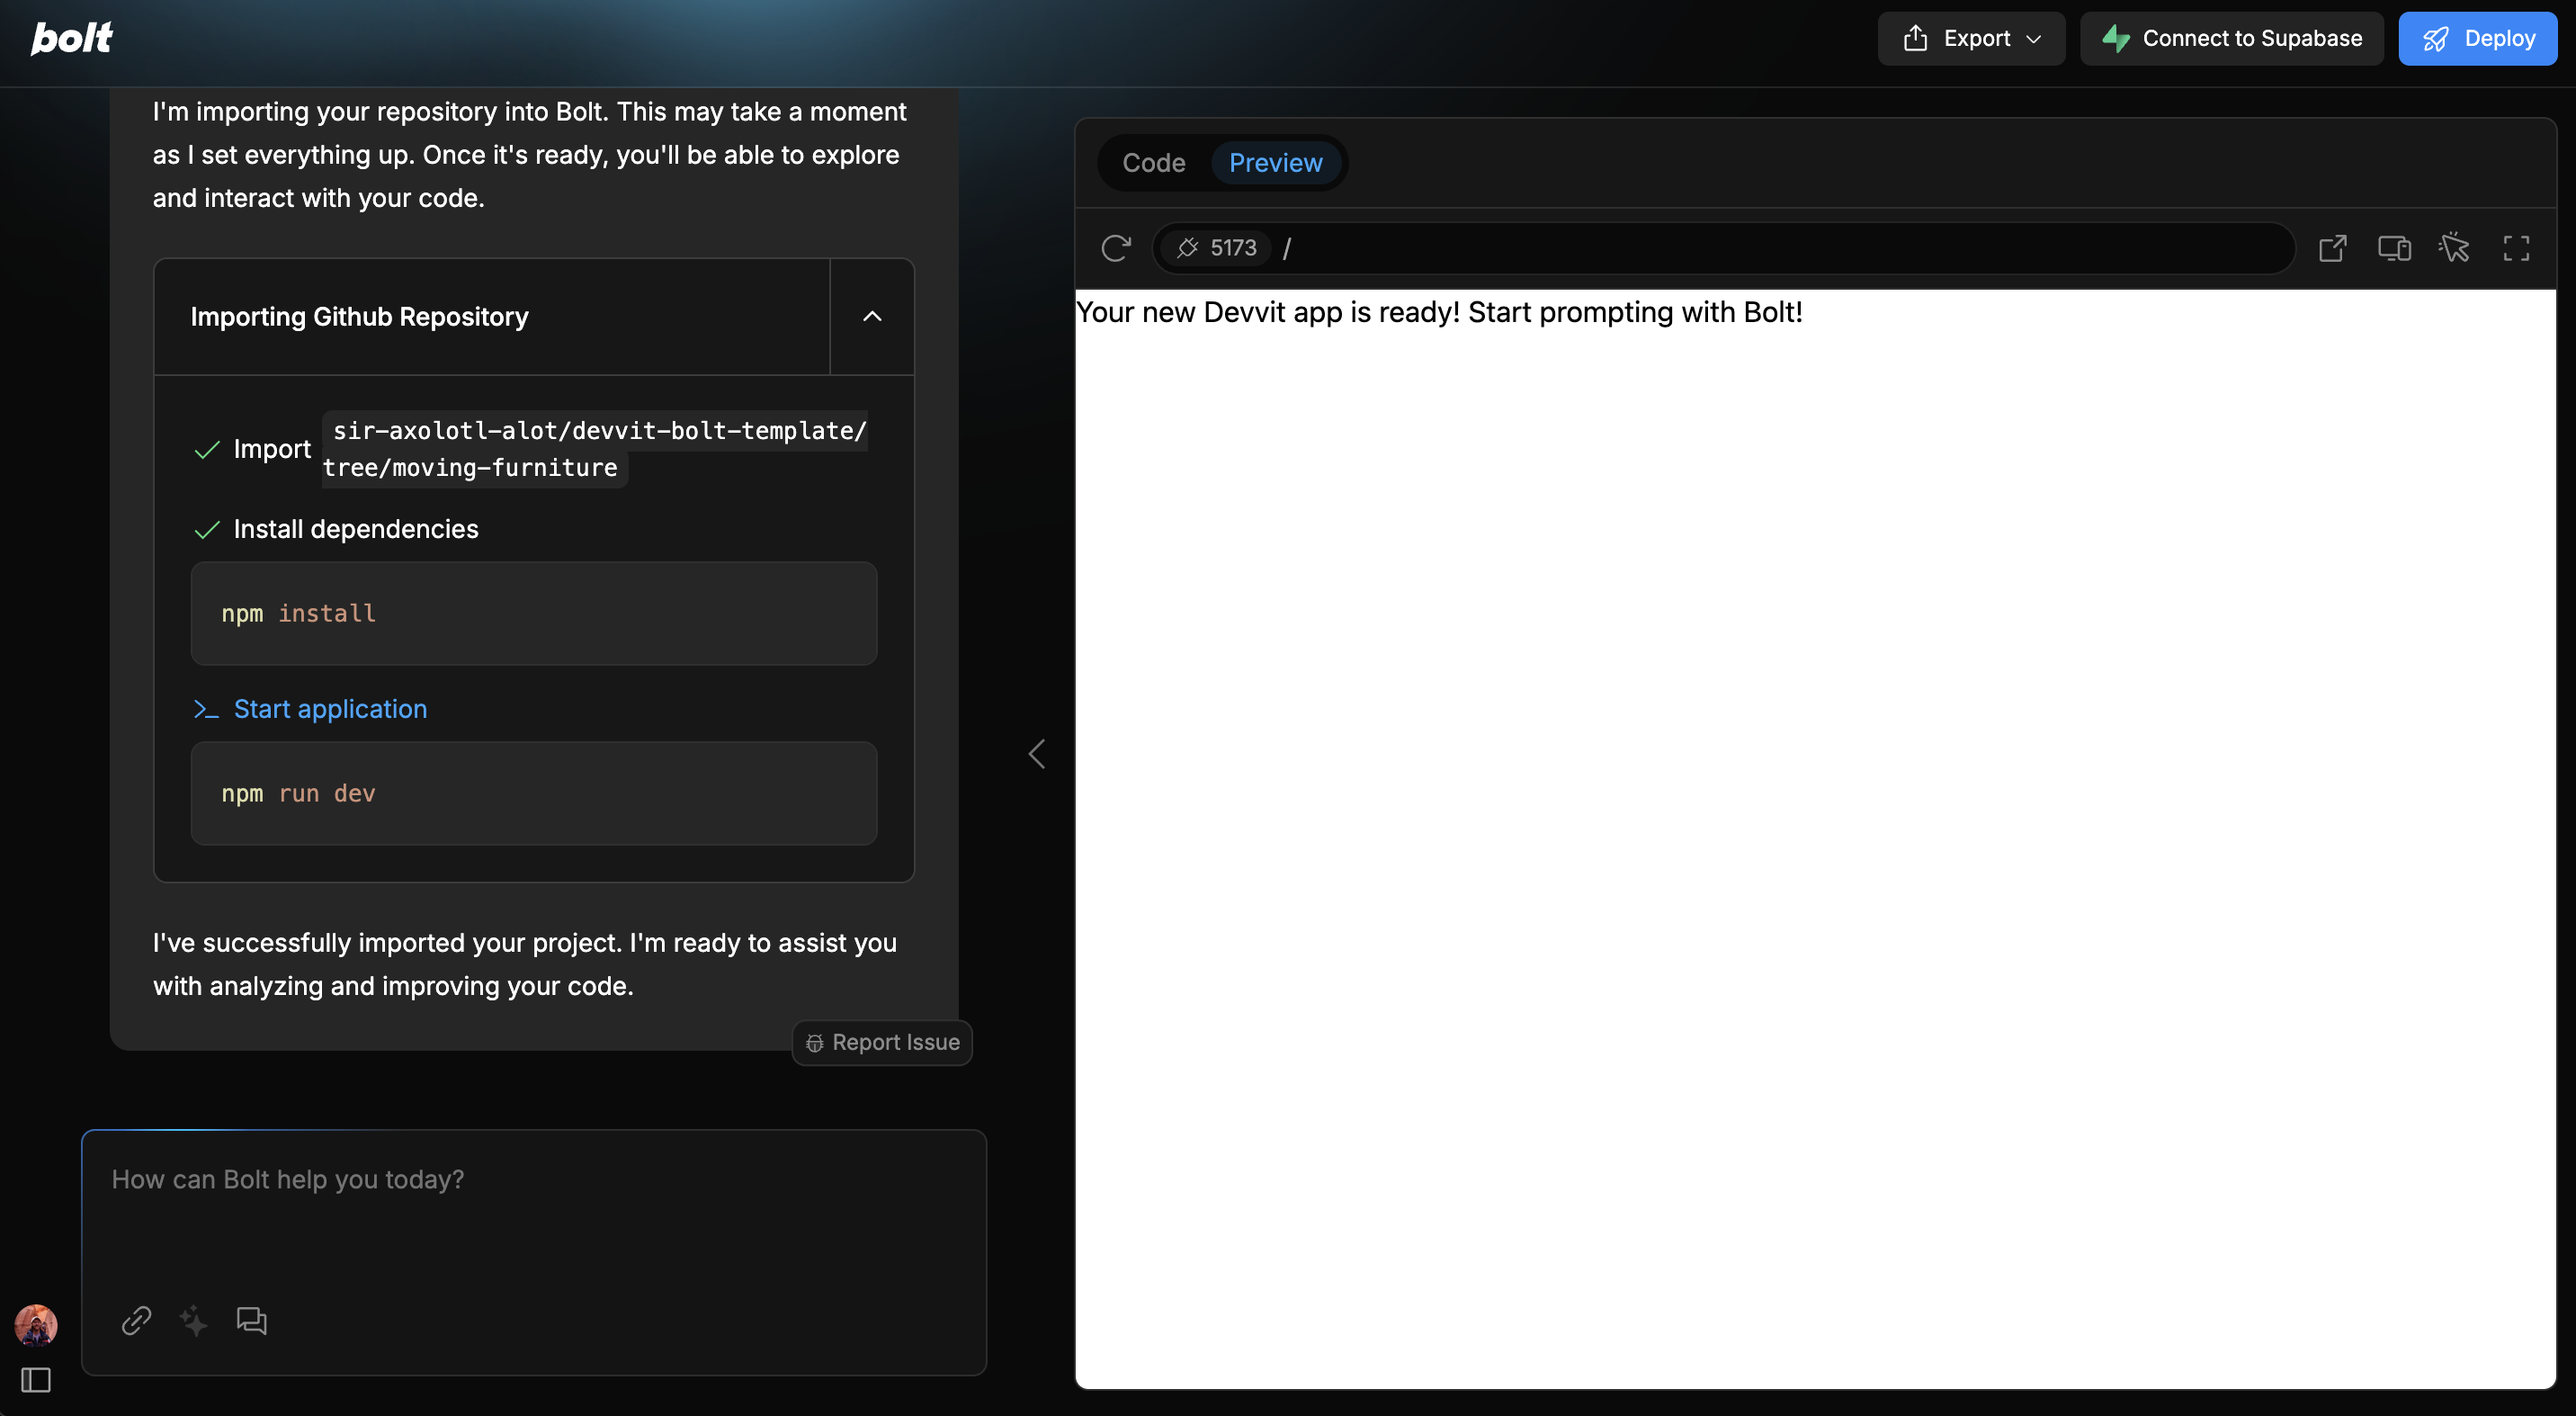 bolt
Export
Connect to Supabase
Deploy
I'm importing your repository into Bolt. This may take a moment
as I set everything up. Once it's ready, you'll be able to explore
and interact with your code.
Importing Github Repository
Import sir-axolotl-alot/devvit-bolt-template/
tree/moving-furniture
Install dependencies
npm install
Start application
npm run dev
I've successfully imported your project. I'm ready to assist you
with analyzing and improving your code.
Report Issue
How can Bolt help you today?
Code Preview
5173 /
Your new Devvit app is ready! Start prompting with Bolt!